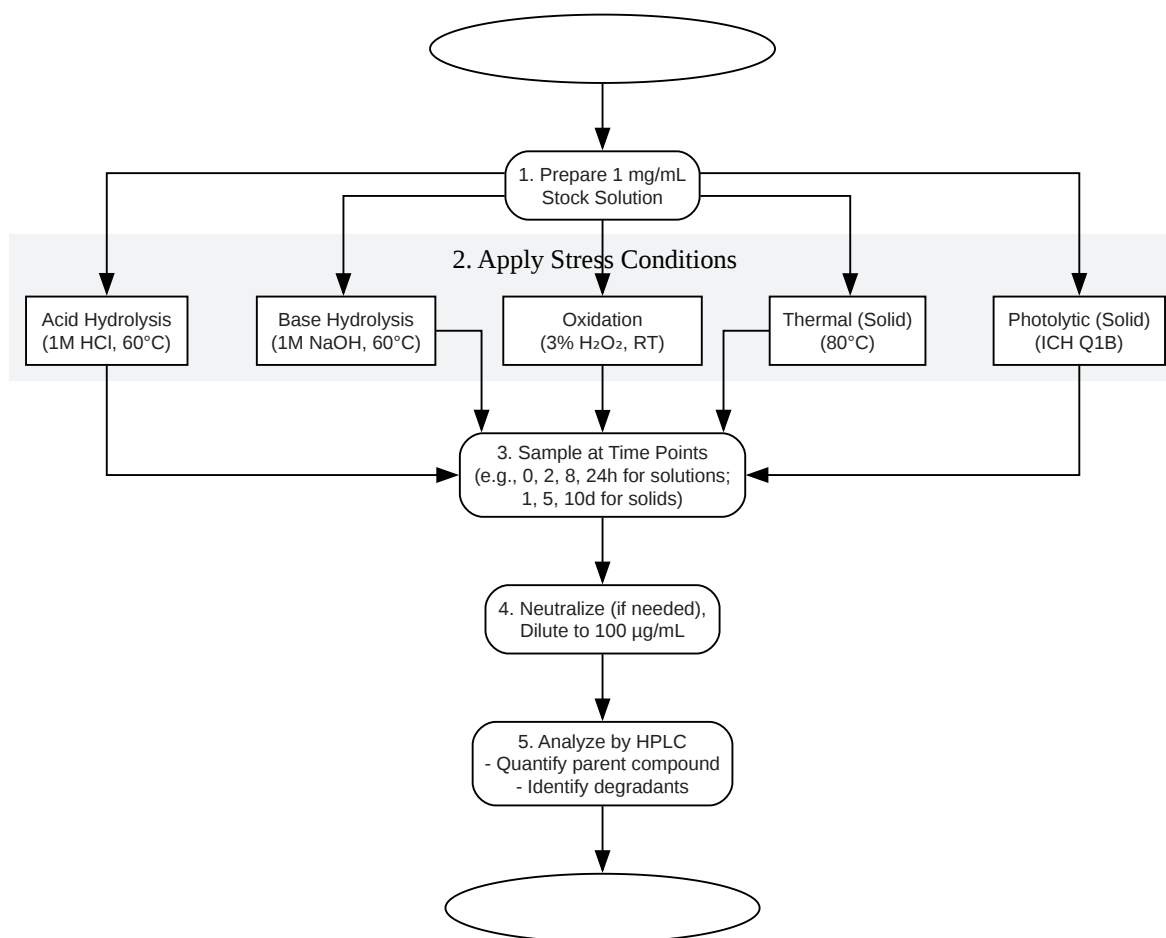 1. Prepare 1 mg/mL
Stock Solution
2. Apply Stress Conditions
Acid Hydrolysis
(1M HCl, 60°C)
Base Hydrolysis
(1M NaOH, 60°C)
Oxidation
(3% H₂O₂, RT)
Thermal (Solid)
(80°C)
Photolytic (Solid)
(ICH Q1B)
3. Sample at Time Points
(e.g., 0, 2, 8, 24h for solutions;
1, 5, 10d for solids)
4. Neutralize (if needed),
Dilute to 100 µg/mL
5. Analyze by HPLC
- Quantify parent compound
- Identify degradants